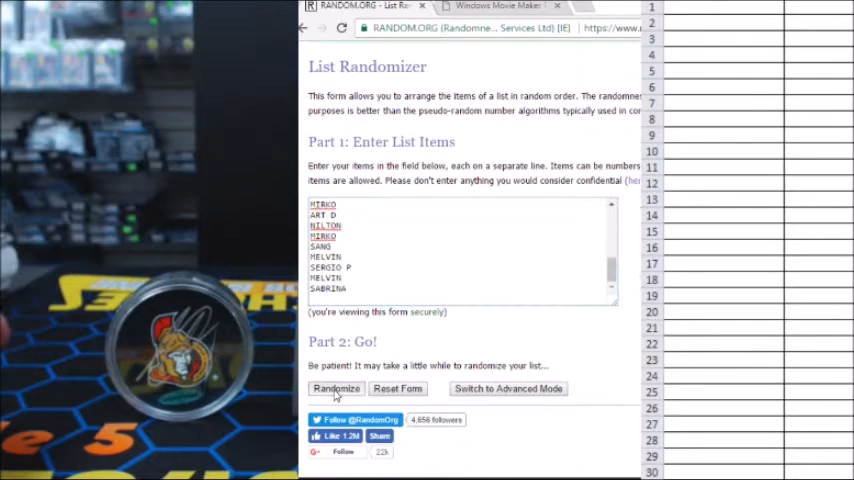 RANDOM.ORG - List Ra
Windows Movie Maker
RANDOM.ORG (Randomne... Services Ltd) [IE]
https://www.
List Randomizer
This form allows you to arrange the items of a list in random order. The randomness
purposes is better than the pseudo-random number algorithms typically used in con
Part 1: Enter List Items
Enter your items in the field below, each on a separate line. Items can be numbers
items are allowed. Please don't enter anything you would consider confidential (
MIRKO
ART D
NILTON
MIRKO
SANG
MELVIN
SERGIO P
MELVIN
SABRINA
(you're viewing this form securely)
Part 2: Go!
Be patient! It may take a little while to randomize your list...
Randomize Reset Form Switch to Advanced Mode
Follow @RandomOrg 4,656 followers
Like 1.2M Share
Follow 22k
1
2
3
4
5
6
7
8
9
10
11
12
13
14
15
16
17
18
19
20
21
22
23
24
25
26
27
28
29
30
5